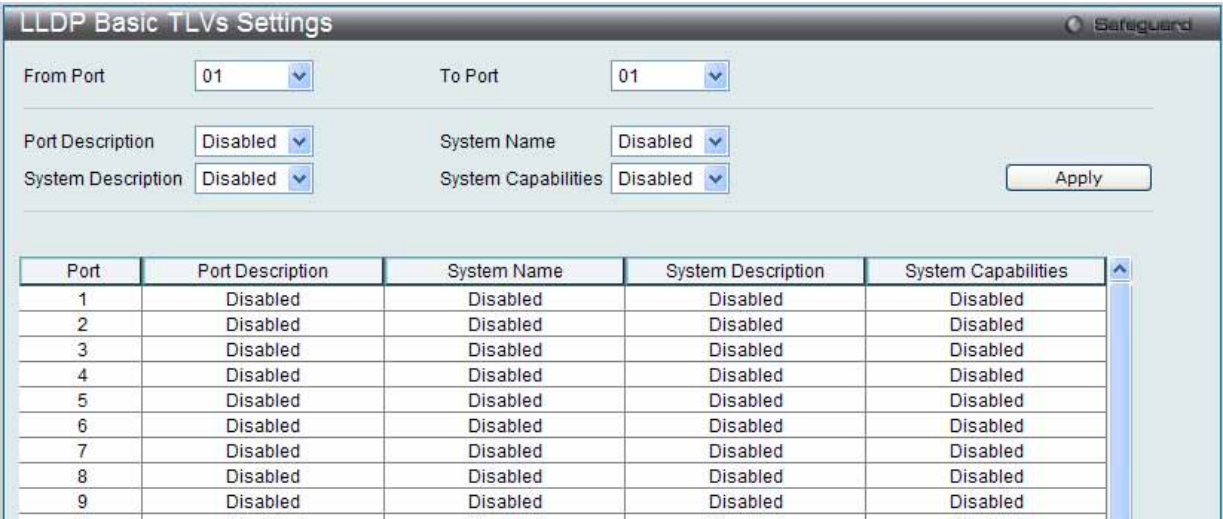 LLDP Basic TLVs Settings Safeguard
From Port 01 To Port 01
Port Description Disabled System Name Disabled
System Description Disabled System Capabilities Disabled Apply
Port Port Description System Name System Description System Capabilities
1 Disabled Disabled Disabled Disabled
2 Disabled Disabled Disabled Disabled
3 Disabled Disabled Disabled Disabled
4 Disabled Disabled Disabled Disabled
5 Disabled Disabled Disabled Disabled
6 Disabled Disabled Disabled Disabled
7 Disabled Disabled Disabled Disabled
8 Disabled Disabled Disabled Disabled
9 Disabled Disabled Disabled Disabled